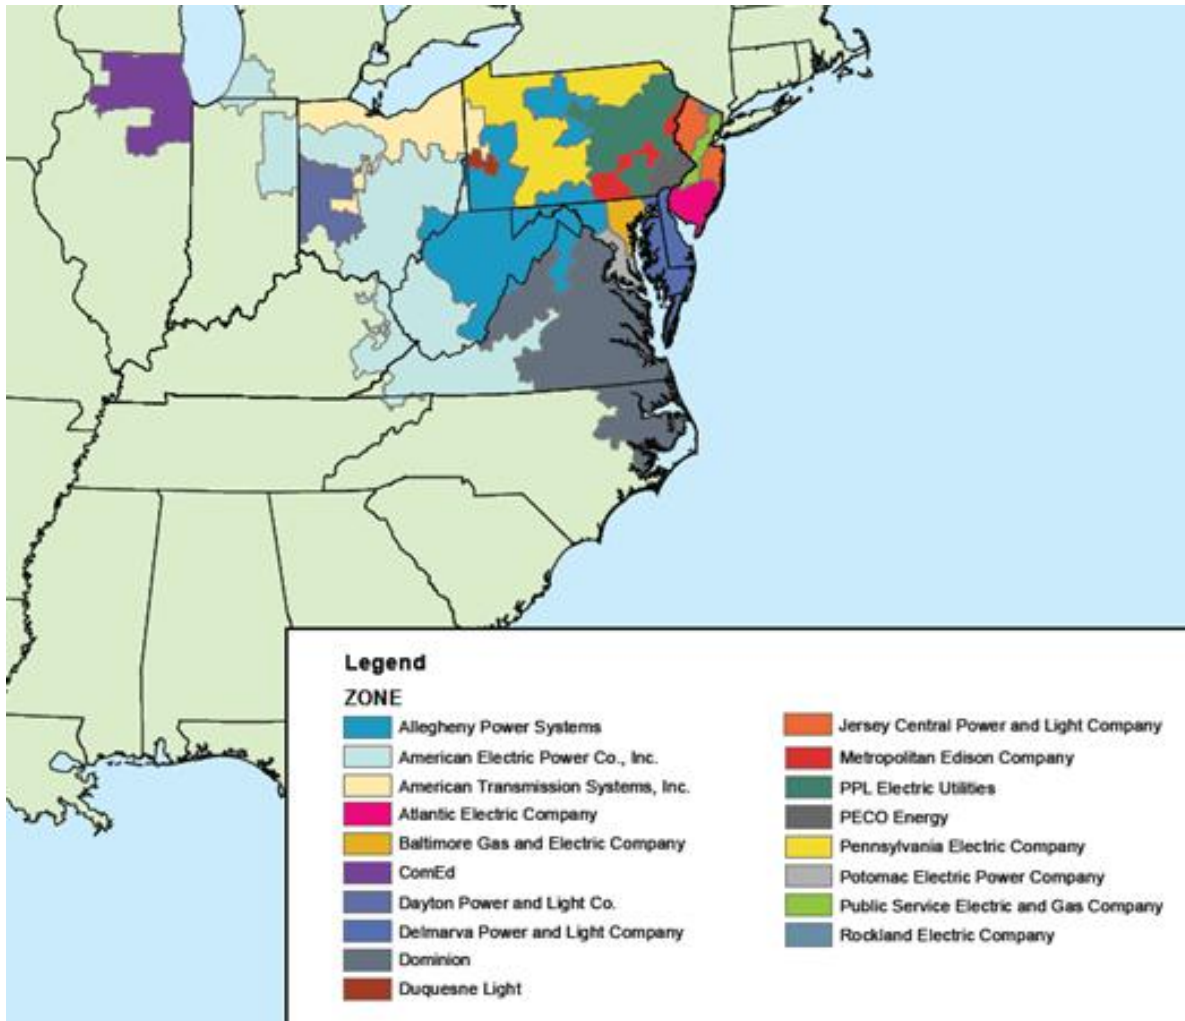 Legend
ZONE
Allegheny Power Systems
American Electric Power Co., Inc.
American Transmission Systems, Inc.
Atlantic Electric Company
Baltimore Gas and Electric Company
ComEd
Dayton Power and Light Co.
Delmarva Power and Light Company
Dominion
Duquesne Light
Jersey Central Power and Light Company
Metropolitan Edison Company
PPL Electric Utilities
PECO Energy
Pennsylvania Electric Company
Potomac Electric Power Company
Public Service Electric and Gas Company
Rockland Electric Company